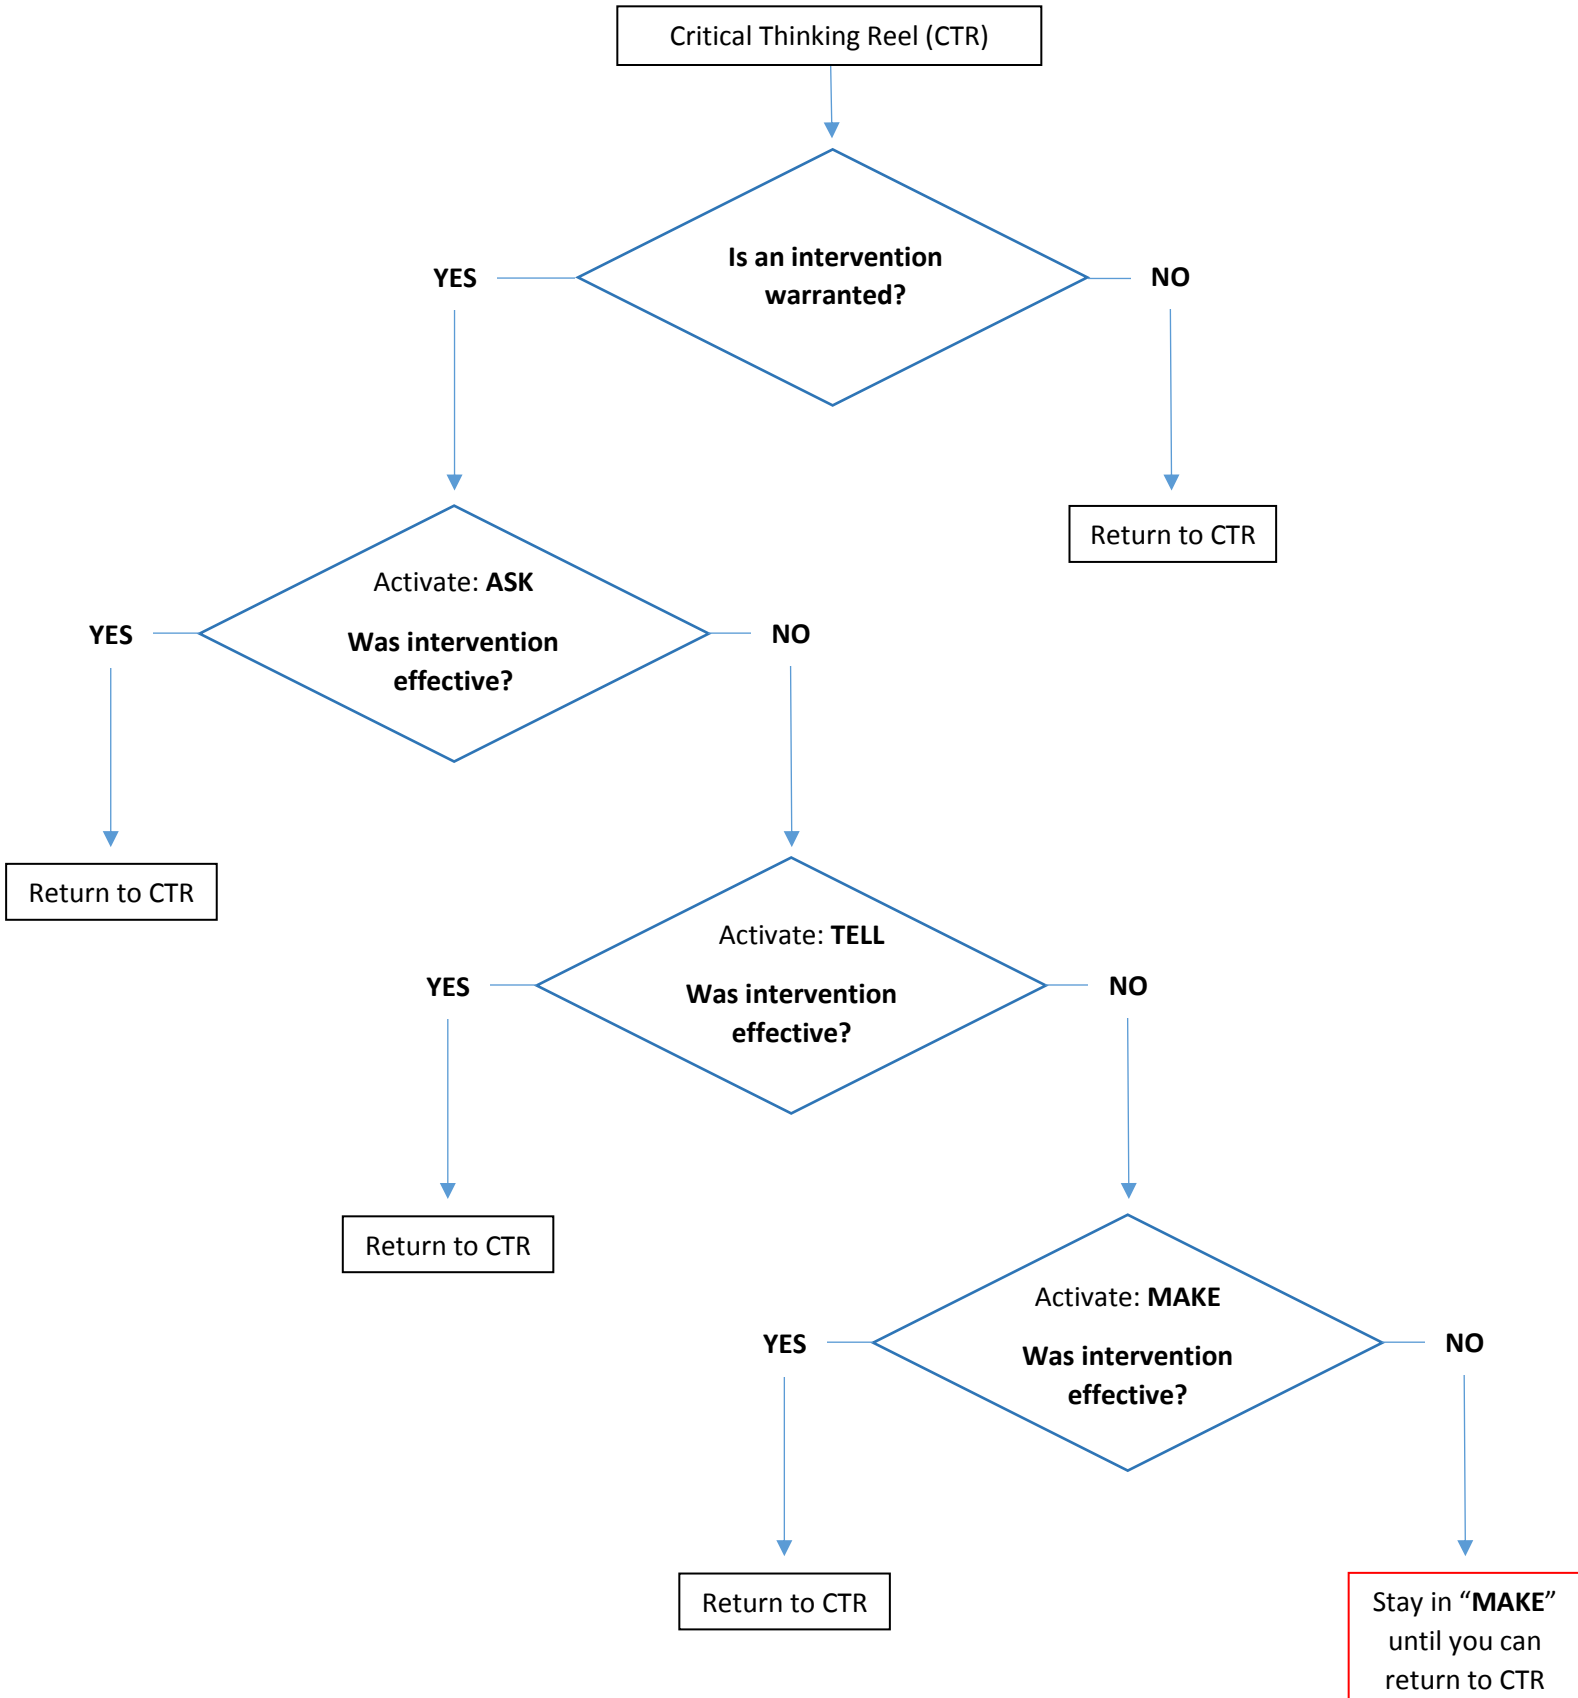 Critical Thinking Reel (CTR)
Is an intervention
warranted?
YES
NO
Return to CTR
Activate: ASK
Was intervention
effective?
YES
NO
Return to CTR
Activate: TELL
Was intervention
effective?
YES
NO
Return to CTR
Activate: MAKE
Was intervention
effective?
YES
NO
Return to CTR
Stay in “MAKE”
until you can
return to CTR